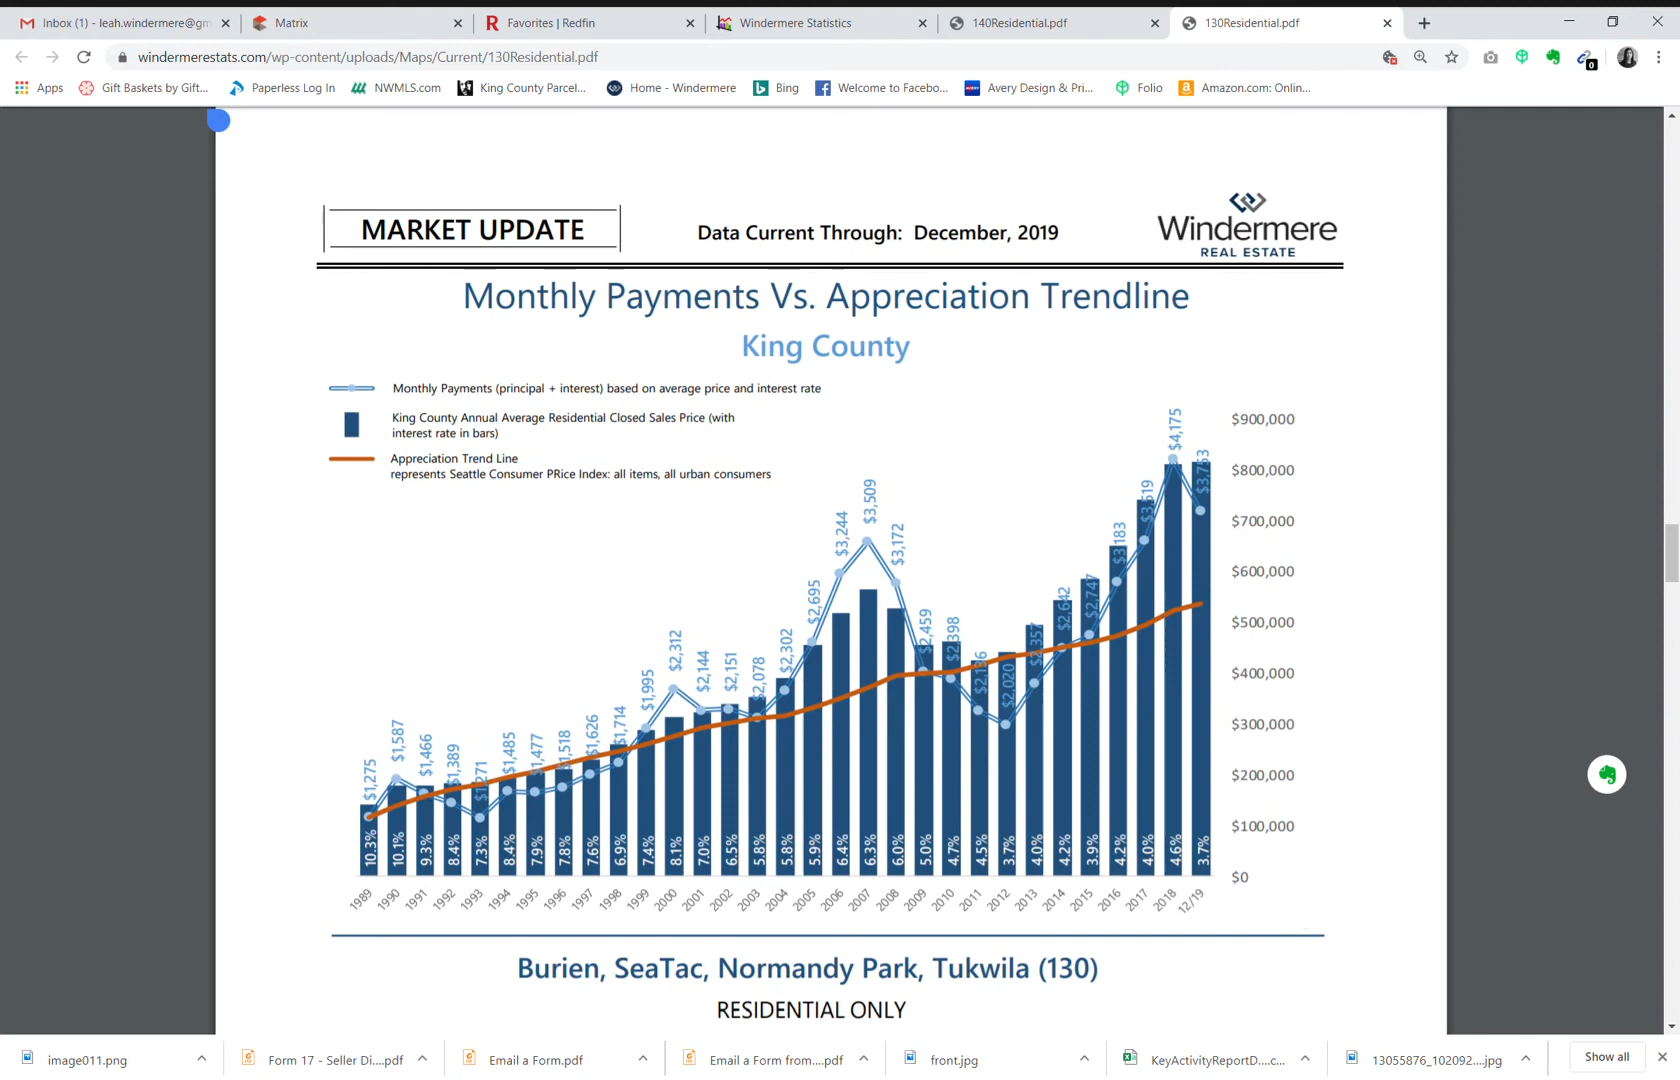 Inbox (1) - leah.windermere@gm
Matrix
Favorites | Redfin
Windermere Statistics
140Residential.pdf
130Residential.pdf
windermerestats.com/wp-content/uploads/Maps/Current/130Residential.pdf
0
Apps
Gift Baskets by Gift...
Paperless Log In
NWMLS.com
King County Parcel...
Home - Windermere
Bing
Welcome to Facebo...
Avery Design & Pri...
Folio
Amazon.com: Onlin...
MARKET UPDATE
Data Current Through: December, 2019
Windermere
REAL ESTATE
Monthly Payments Vs. Appreciation Trendline
King County
Monthly Payments (principal + interest) based on average price and interest rate
King County Annual Average Residential Closed Sales Price (with
interest rate in bars)
Appreciation Trend Line
represents Seattle Consumer PRice Index: all items, all urban consumers
$900,000
$800,000
$700,000
$600,000
$500,000
$400,000
$300,000
$200,000
$100,000
$0
$1,275
$1,587
$1,466
$1,389
$1,271
$1,485
$1,477
$1,518
$1,626
$1,714
$1,995
$2,312
$2,144
$2,151
$2,078
$2,302
$2,695
$3,244
$3,509
$3,172
$2,459
$2,398
$2,020
$2,357
$2,642
$2,747
$3,183
$3,519
$4,175
$3,753
10.3%
10.1%
9.3%
8.4%
7.3%
8.4%
7.9%
7.8%
7.6%
6.9%
7.4%
8.1%
7.0%
6.5%
5.8%
5.8%
5.9%
6.4%
6.3%
6.0%
5.0%
4.7%
4.5%
3.7%
4.0%
4.2%
3.9%
4.2%
4.0%
4.6%
3.7%
1989
1990
1991
1992
1993
1994
1995
1996
1997
1998
1999
2000
2001
2002
2003
2004
2005
2006
2007
2008
2009
2010
2011
2012
2013
2014
2015
2016
2017
2018
12/19
Burien, SeaTac, Normandy Park, Tukwila (130)
RESIDENTIAL ONLY
image011.png
Form 17 - Seller Di....pdf
Email a Form.pdf
Email a Form from....pdf
front.jpg
KeyActivityReportD....c...
13055876_102092....jpg
Show all